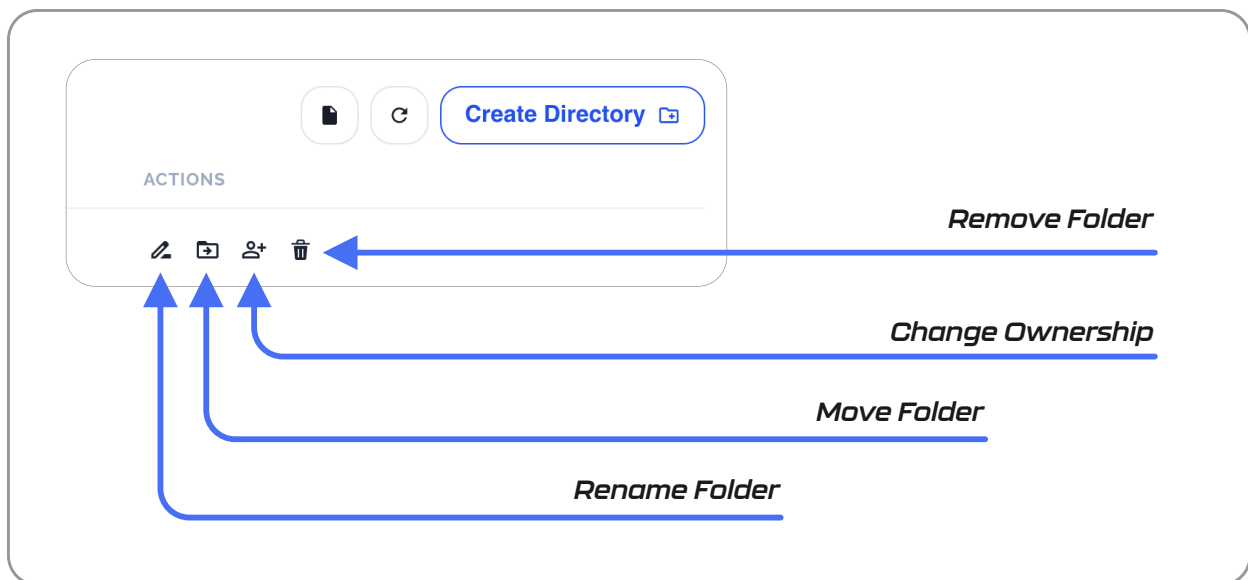 Create Directory
ACTIONS
Remove Folder
Change Ownership
Move Folder
Rename Folder